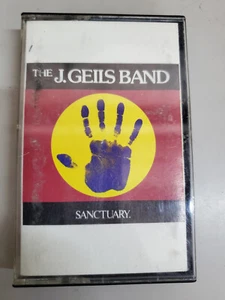 THE J. GEILS BAND
SANCTUARY.